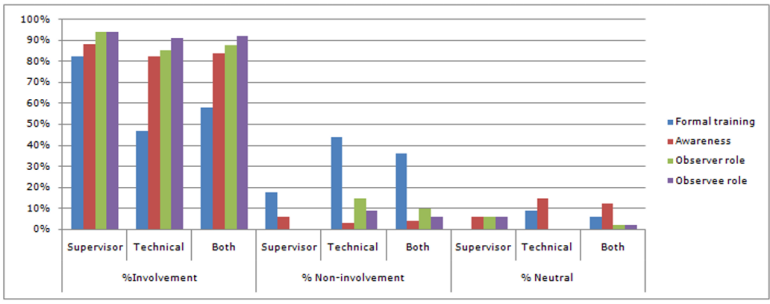 100%
90%
80%
70%
60%
50%
40%
30%
20%
10%
0%
Formal training
Awareness
Observer role
Observee role
Supervisor Technical Both Supervisor Technical Both Supervisor Technical Both
%Involvement % Non-involvement % Neutral